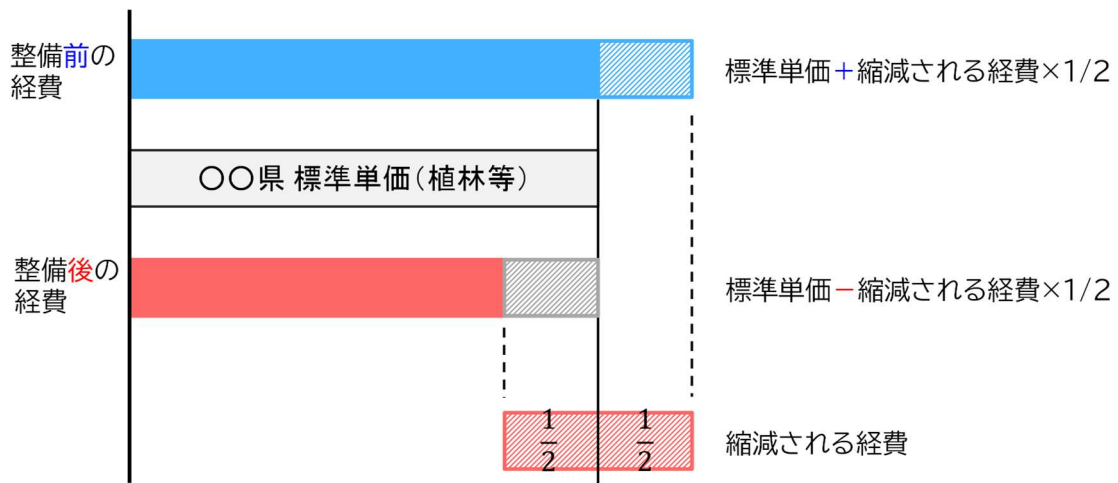 整備前の
経費
標準単価＋縮減される経費×1/2
〇〇県 標準単価（植林等）
整備後の
経費
標準単価－縮減される経費×1/2
1/2 1/2
縮減される経費